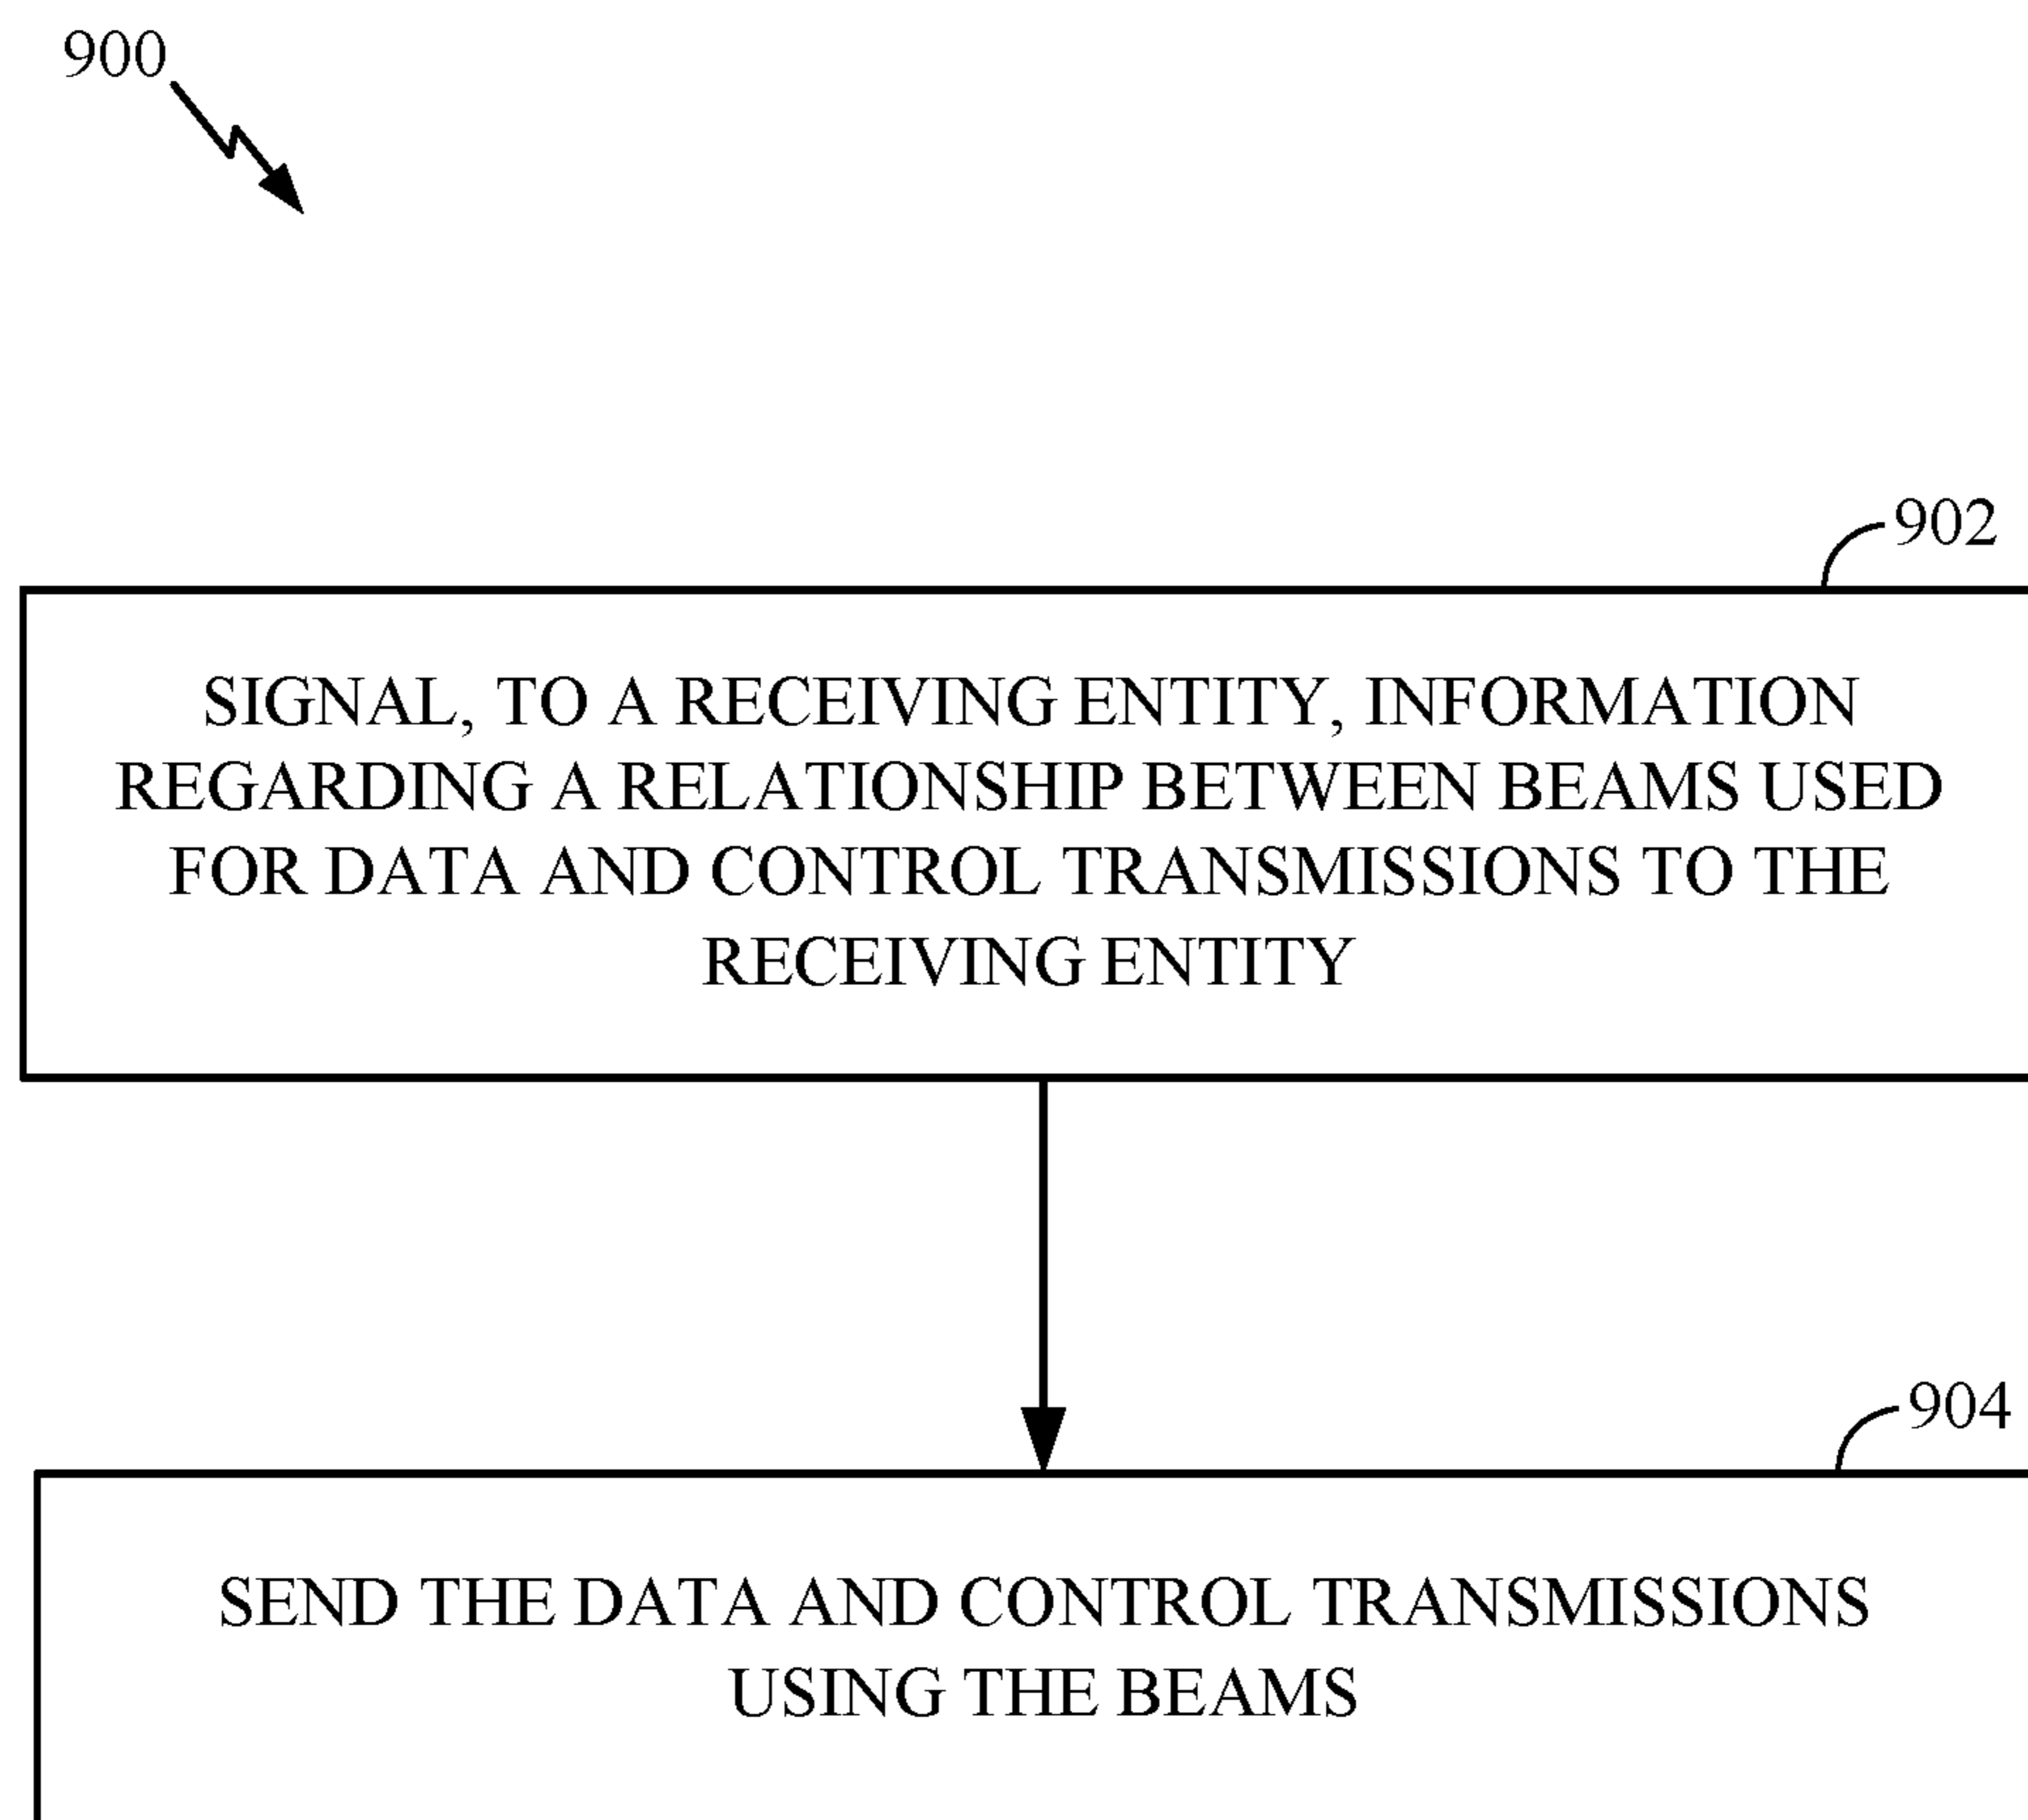 900
902
SIGNAL, TO A RECEIVING ENTITY, INFORMATION
REGARDING A RELATIONSHIP BETWEEN BEAMS USED
FOR DATA AND CONTROL TRANSMISSIONS TO THE
RECEIVING ENTITY
904
SEND THE DATA AND CONTROL TRANSMISSIONS
USING THE BEAMS